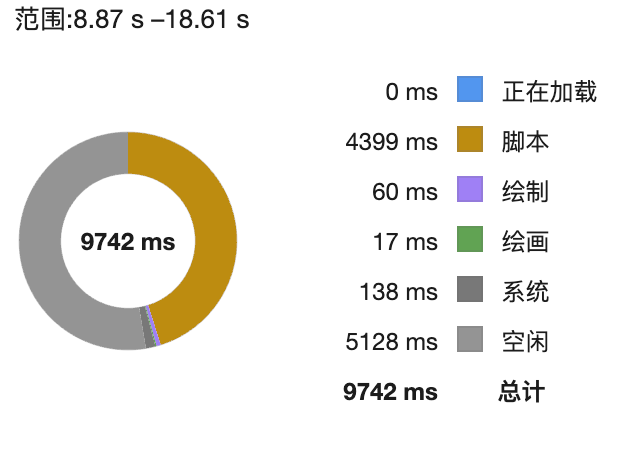 范围:8.87 s –18.61 s
0 ms 正在加载
4399 ms 脚本
60 ms 绘制
17 ms 绘画
138 ms 系统
5128 ms 空闲
9742 ms 总计
9742 ms